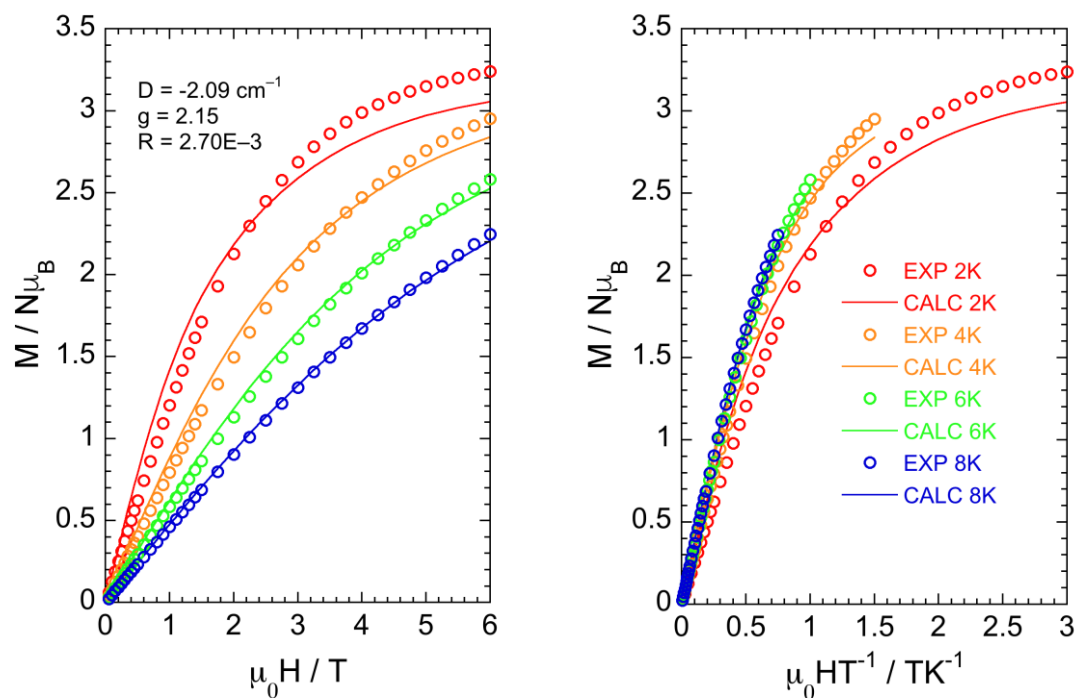 3.5
3
2.5
2
1.5
1
0.5
0
D = -2.09 cm⁻¹
g = 2.15
R = 2.70E–3
M / Nμ_B
0 1 2 3 4 5 6
μ₀H / T
3.5
3
2.5
2
1.5
1
0.5
0
M / Nμ_B
EXP 2K
CALC 2K
EXP 4K
CALC 4K
EXP 6K
CALC 6K
EXP 8K
CALC 8K
0 0.5 1.0 1.5 2 2.5 3
μ₀HT⁻¹ / TK⁻¹